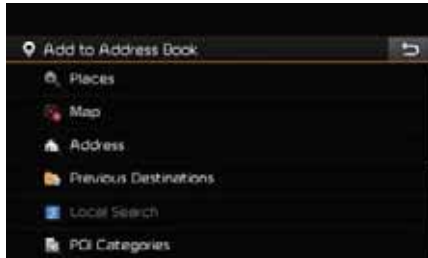 Add to Address Book
Places
Map
Address
Previous Destinations
Local Search
POI Categories